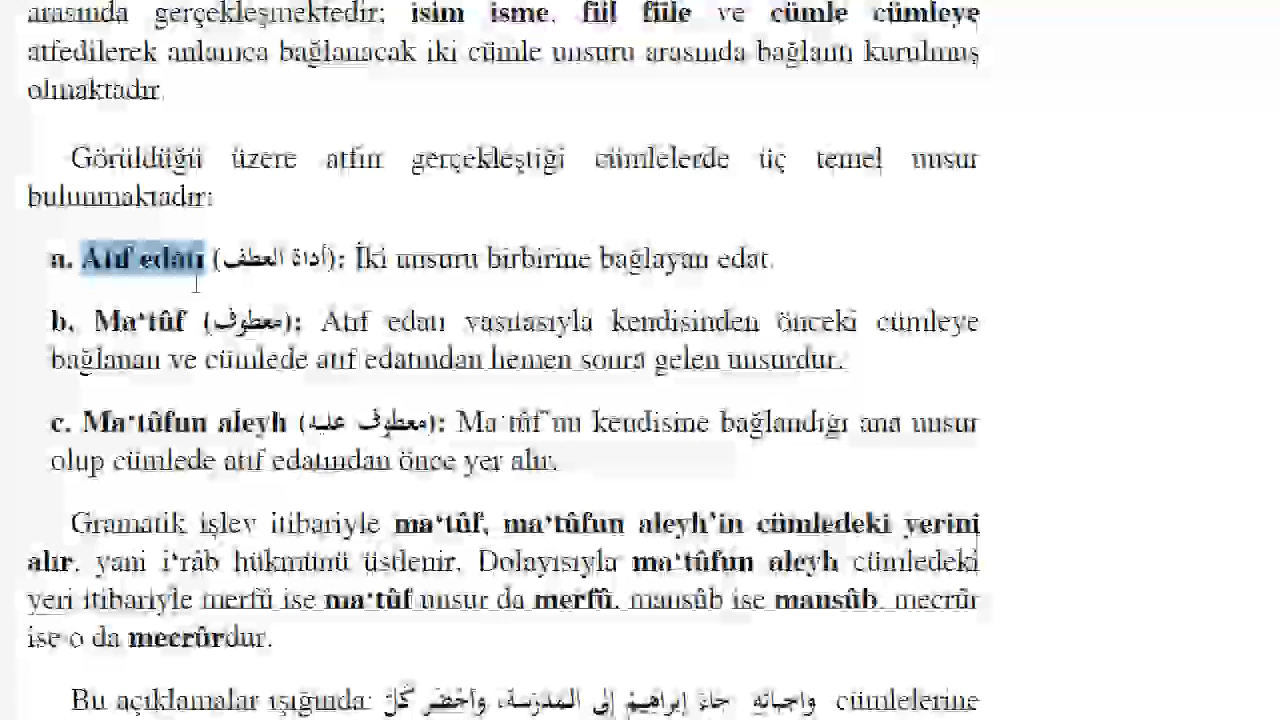 arasında gerçekleşmektedir; isim isme, fiil fiile ve cümle cümleye
atfedilerek anlamca bağlanacak iki cümle unsuru arasında bağlam kurulmuş
olmaktadır.
Görüldüğü üzere atfın gerçekleştiği cümlelerde üç temel unsur
bulunmaktadır:
a. Atıf edatı (أداة العطف): İki unsuru birbirine bağlayan edat.
b. Ma‘tûf (معطوف): Atıf edatı vasıtasıyla kendisinden önceki cümleye
bağlanan ve cümlede atıf edatından hemen sonra gelen unsurdur.
c. Ma‘tûfun aleyh (معطوف عليه): Ma‘tûf’un kendisine bağlandığı ana unsur
olup cümlede atıf edatından önce yer alır.
Gramatik işlev itibariyle ma‘tûf, ma‘tûfun aleyh’in cümledeki yerini
alır, yani i‘râb hükmünü üstlenir. Dolayısıyla ma‘tûfun aleyh cümledeki
yeri itibariyle merfû ise ma‘tûf unsur da merfû, mansûb ise mansûb, mecrûr
ise o da mecrûrdur.
Bu açıklamalar ışığında: جاءَ إبراهيمُ إلى المدرسة، وأحْضَر كُلَّ واجباتِه cümlelerine